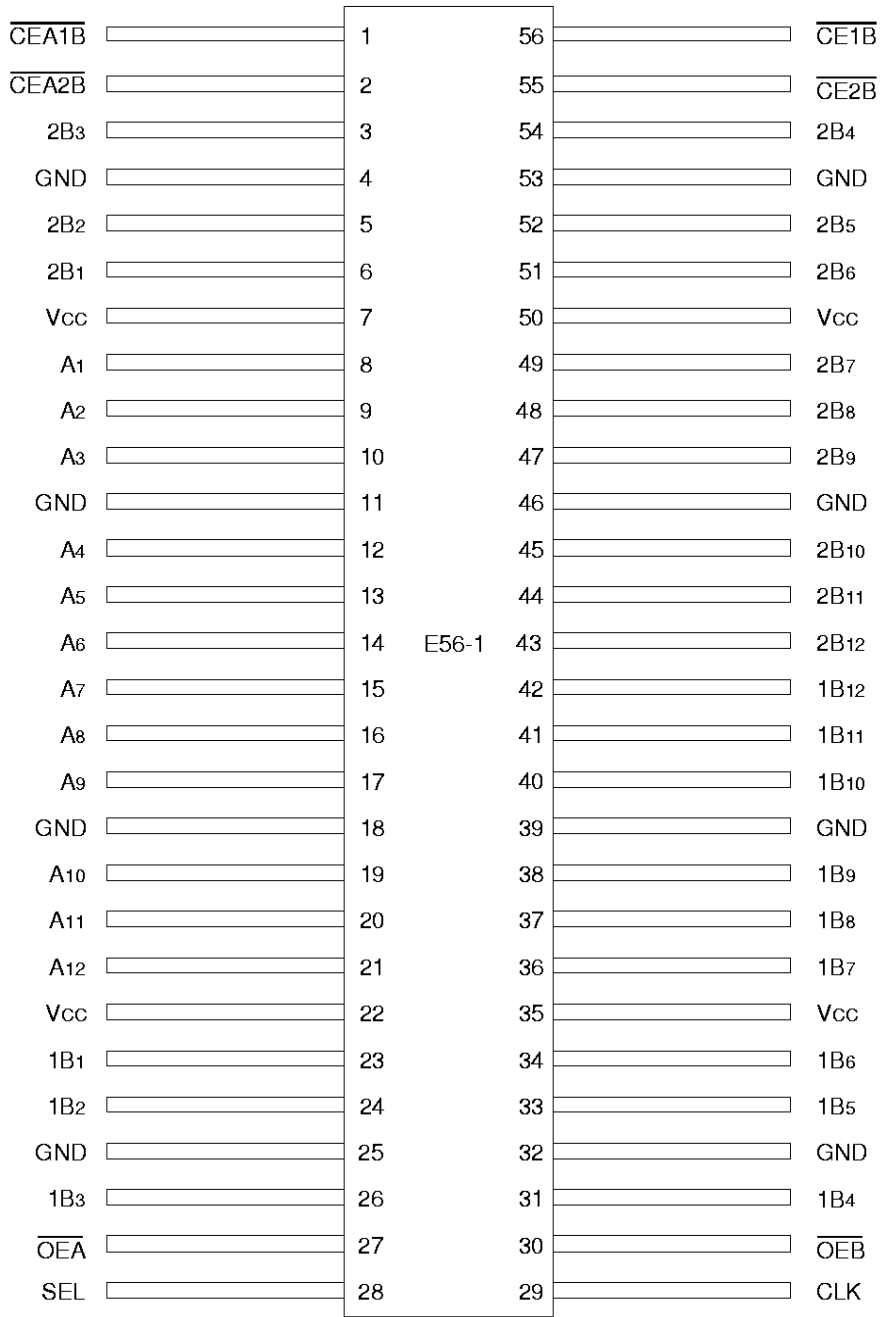 CEA1B 1 56 CE1B
CEA2B 2 55 CE2B
2B3 3 54 2B4
GND 4 53 GND
2B2 5 52 2B5
2B1 6 51 2B6
VCC 7 50 VCC
A1 8 49 2B7
A2 9 48 2B8
A3 10 47 2B9
GND 11 46 GND
A4 12 45 2B10
A5 13 44 2B11
A6 14 E56-1 43 2B12
A7 15 42 1B12
A8 16 41 1B11
A9 17 40 1B10
GND 18 39 GND
A10 19 38 1B9
A11 20 37 1B8
A12 21 36 1B7
VCC 22 35 VCC
1B1 23 34 1B6
1B2 24 33 1B5
GND 25 32 GND
1B3 26 31 1B4
OEA 27 30 OEB
SEL 28 29 CLK